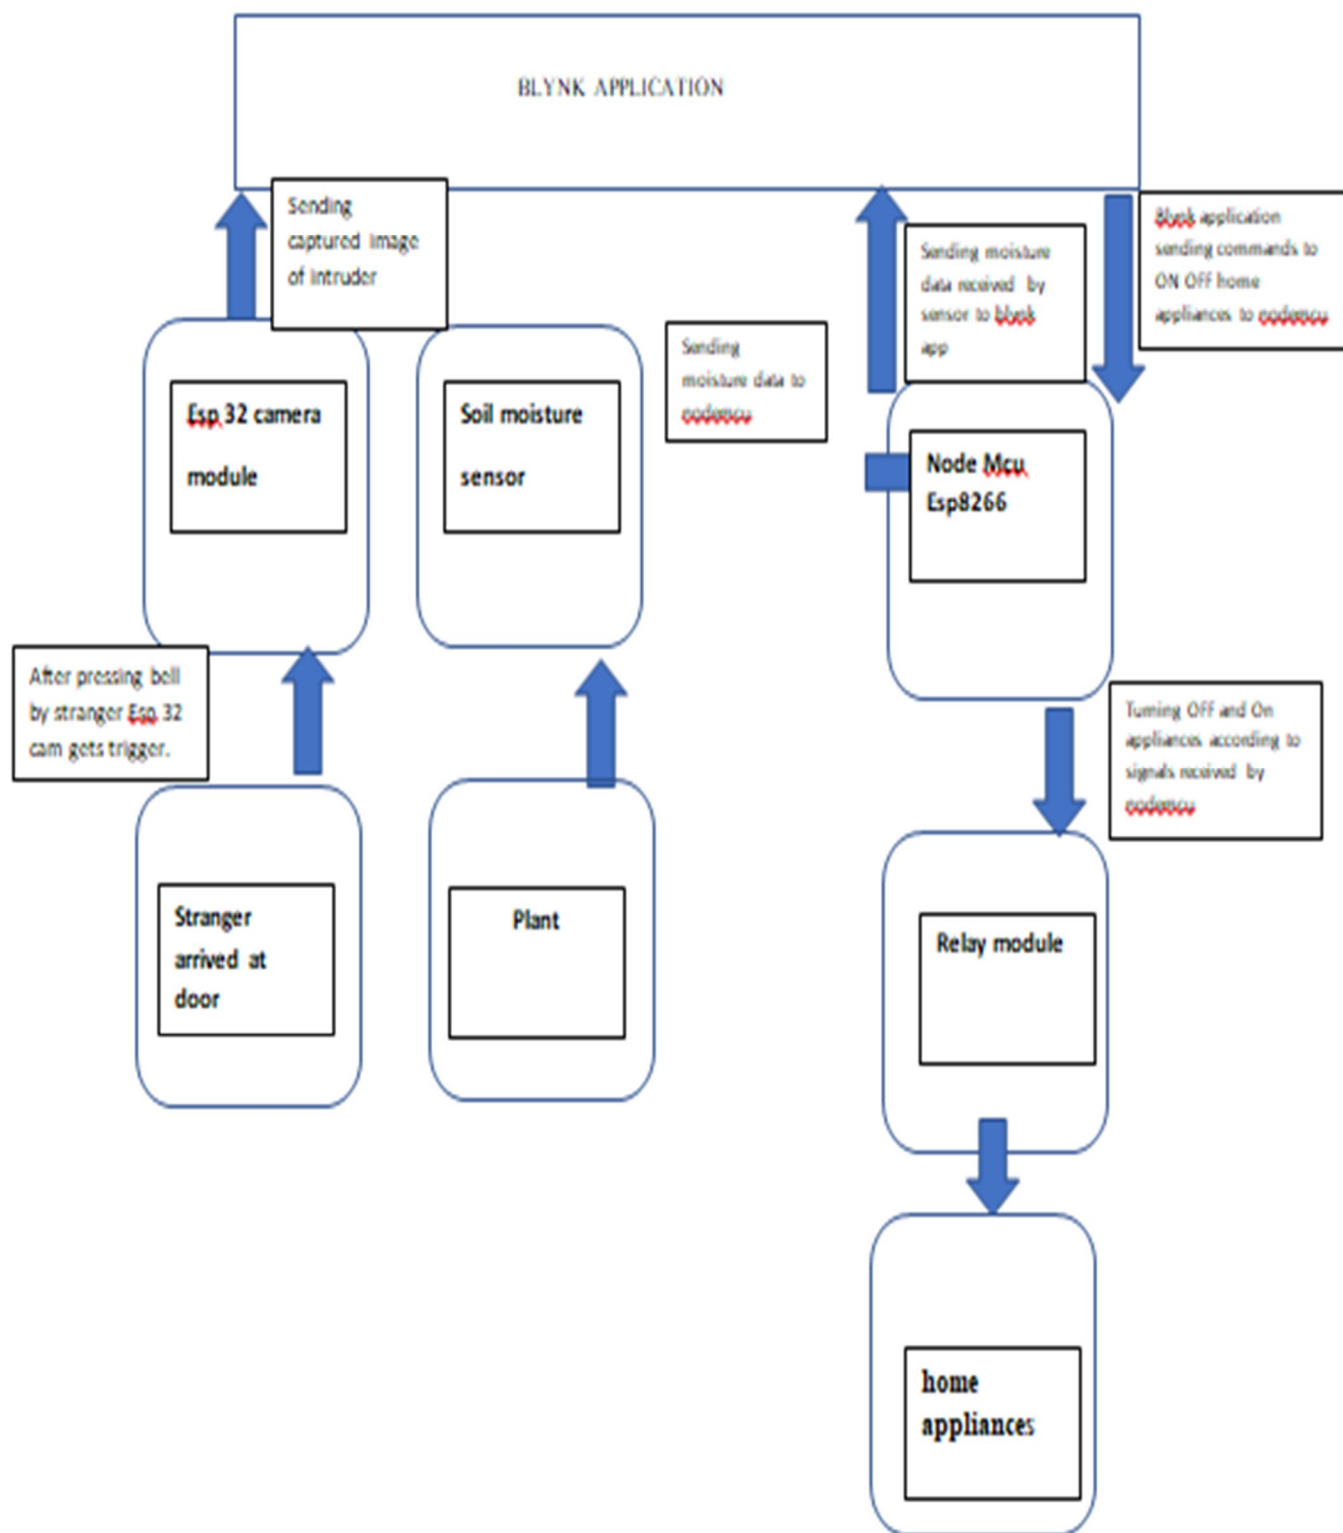 BLYNK APPLICATION
Sending
captured image
of intruder
Sending moisture
data received by
sensor to blynk
app
Blynk application
sending commands to
ON OFF home
appliances to nodemcu
Sending
moisture data to
nodemcu
Esp 32 camera
module
Soil moisture
sensor
Node Mcu
Esp8266
After pressing bell
by stranger Esp 32
cam gets trigger.
Turning OFF and On
appliances according to
signals received by
nodemcu
Stranger
arrived at
door
Plant
Relay module
home
appliances